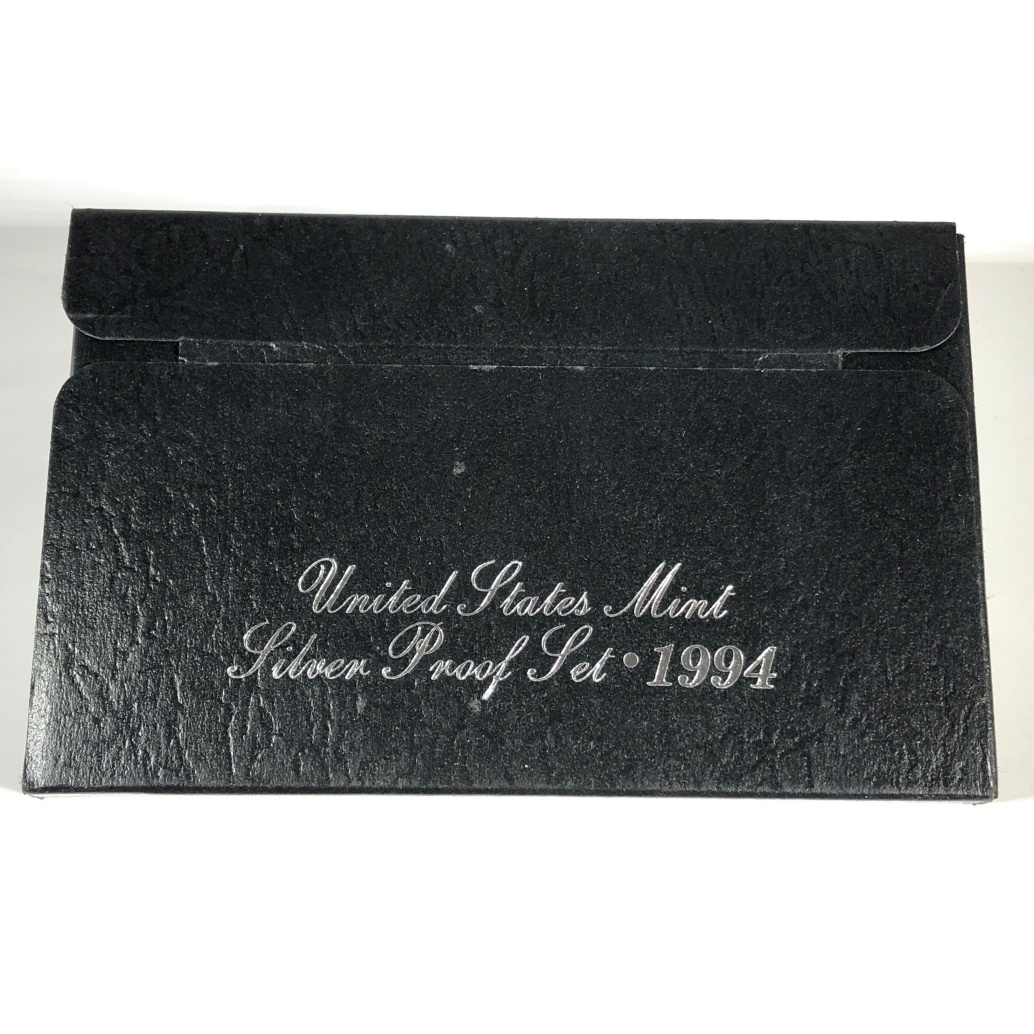 United States Mint
Silver Proof Set • 1994